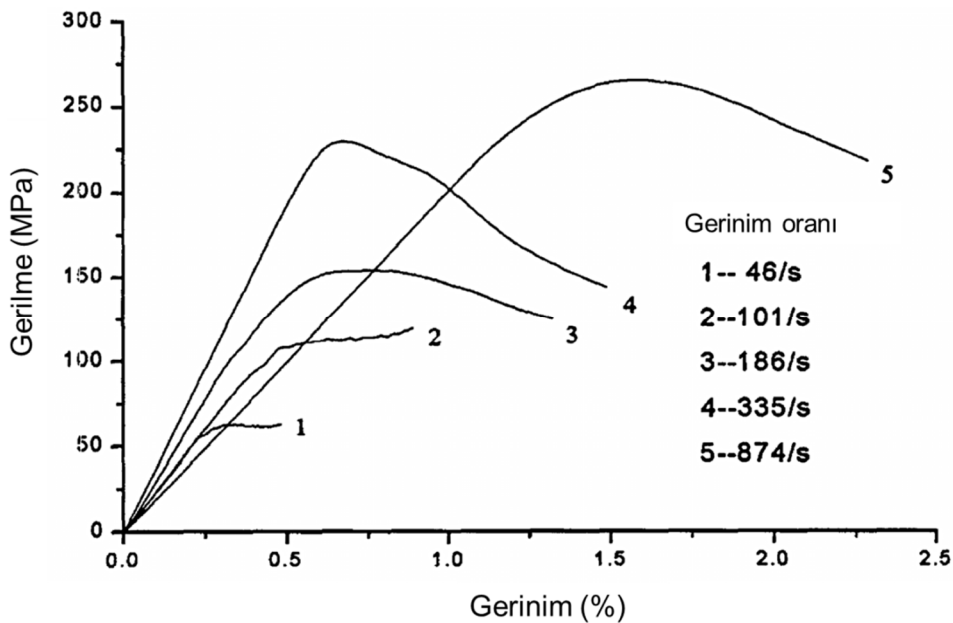 300
250
200
150
100
50
0
Gerilme (MPa)
0.0
0.5
1.0
1.5
2.0
2.5
Gerinim (%)
1
2
3
4
5
Gerinim oranı
1-- 46/s
2--101/s
3--186/s
4--335/s
5--874/s